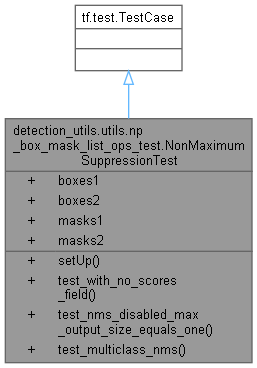 tf.test.TestCase
detection_utils.utils.np
_box_mask_list_ops_test.NonMaximum
SuppressionTest
+ boxes1
+ boxes2
+ masks1
+ masks2
+ setUp()
+ test_with_no_scores
_field()
+ test_nms_disabled_max
_output_size_equals_one()
+ test_multiclass_nms()